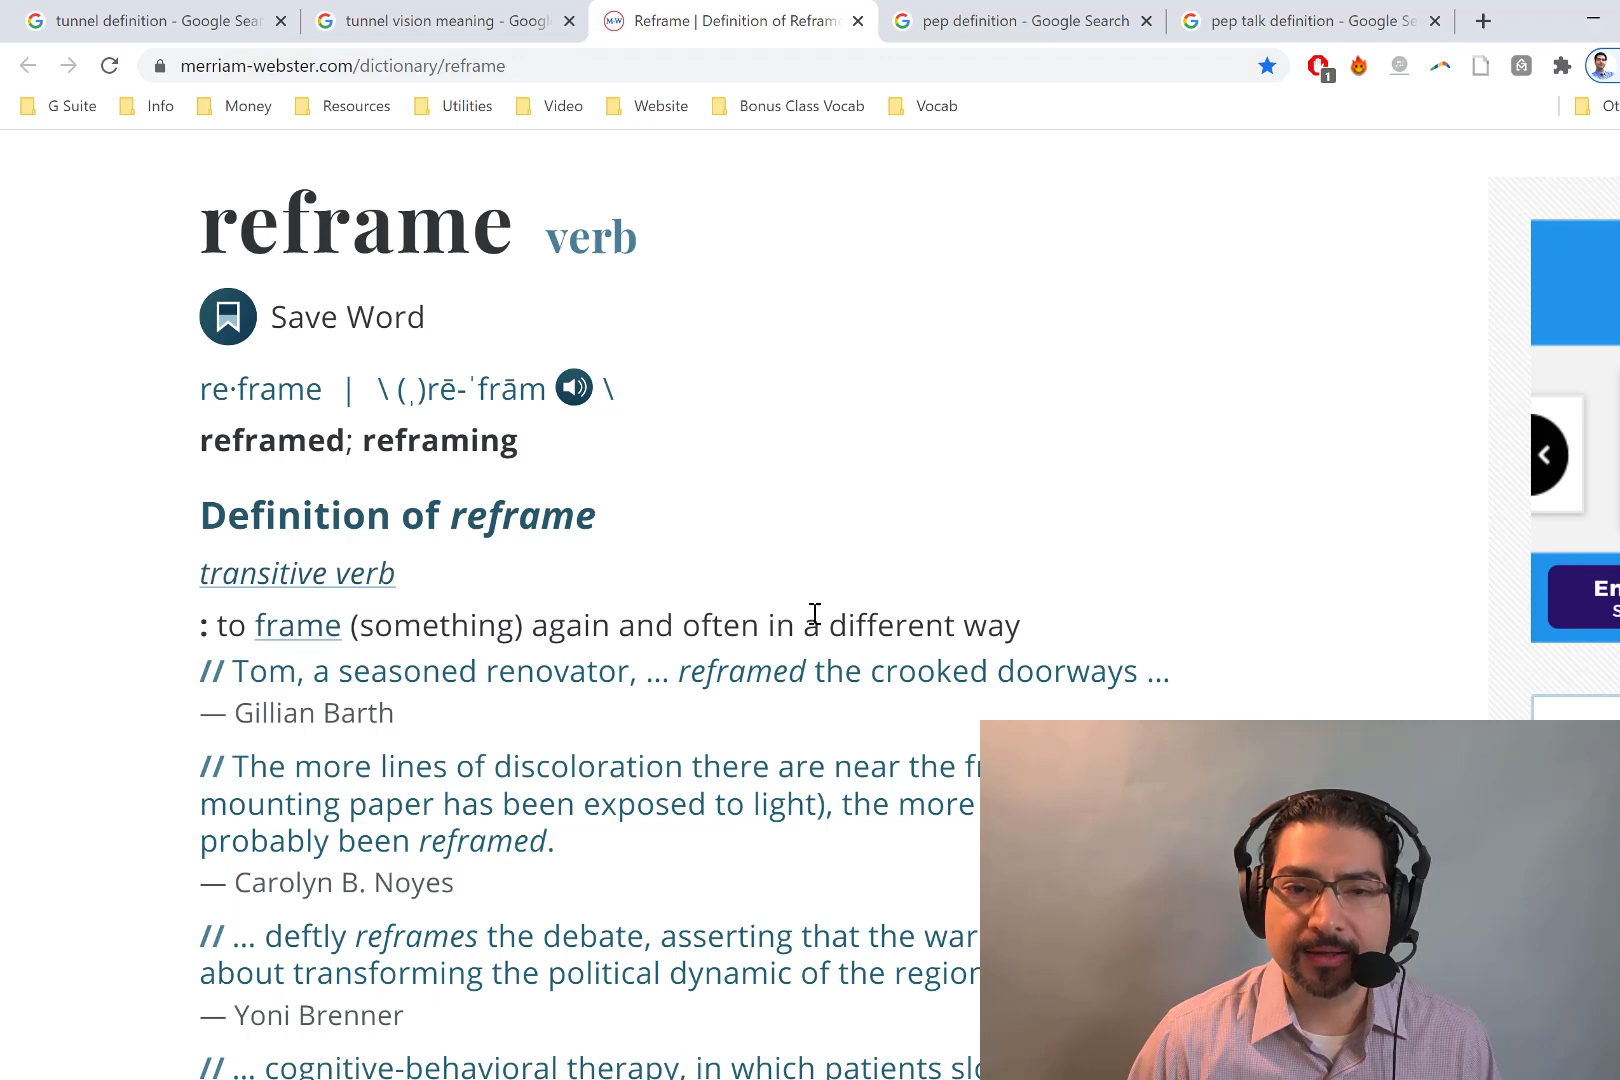 tunnel definition - Google Sear
tunnel vision meaning - Googl
Reframe | Definition of Refram
pep definition - Google Search
pep talk definition - Google Se
merriam-webster.com/dictionary/reframe
1
G Suite
Info
Money
Resources
Utilities
Video
Website
Bonus Class Vocab
Vocab
Ot
reframe verb
Save Word
re·frame | \ (ˌ)rē-ˈfrām \
reframed; reframing
Definition of reframe
transitive verb
: to frame (something) again and often in a different way
// Tom, a seasoned renovator, … reframed the crooked doorways …
— Gillian Barth
// The more lines of discoloration there are near the fr
mounting paper has been exposed to light), the more
probably been reframed.
— Carolyn B. Noyes
// … deftly reframes the debate, asserting that the war
about transforming the political dynamic of the region
— Yoni Brenner
// … cognitive-behavioral therapy, in which patients slo
En
S